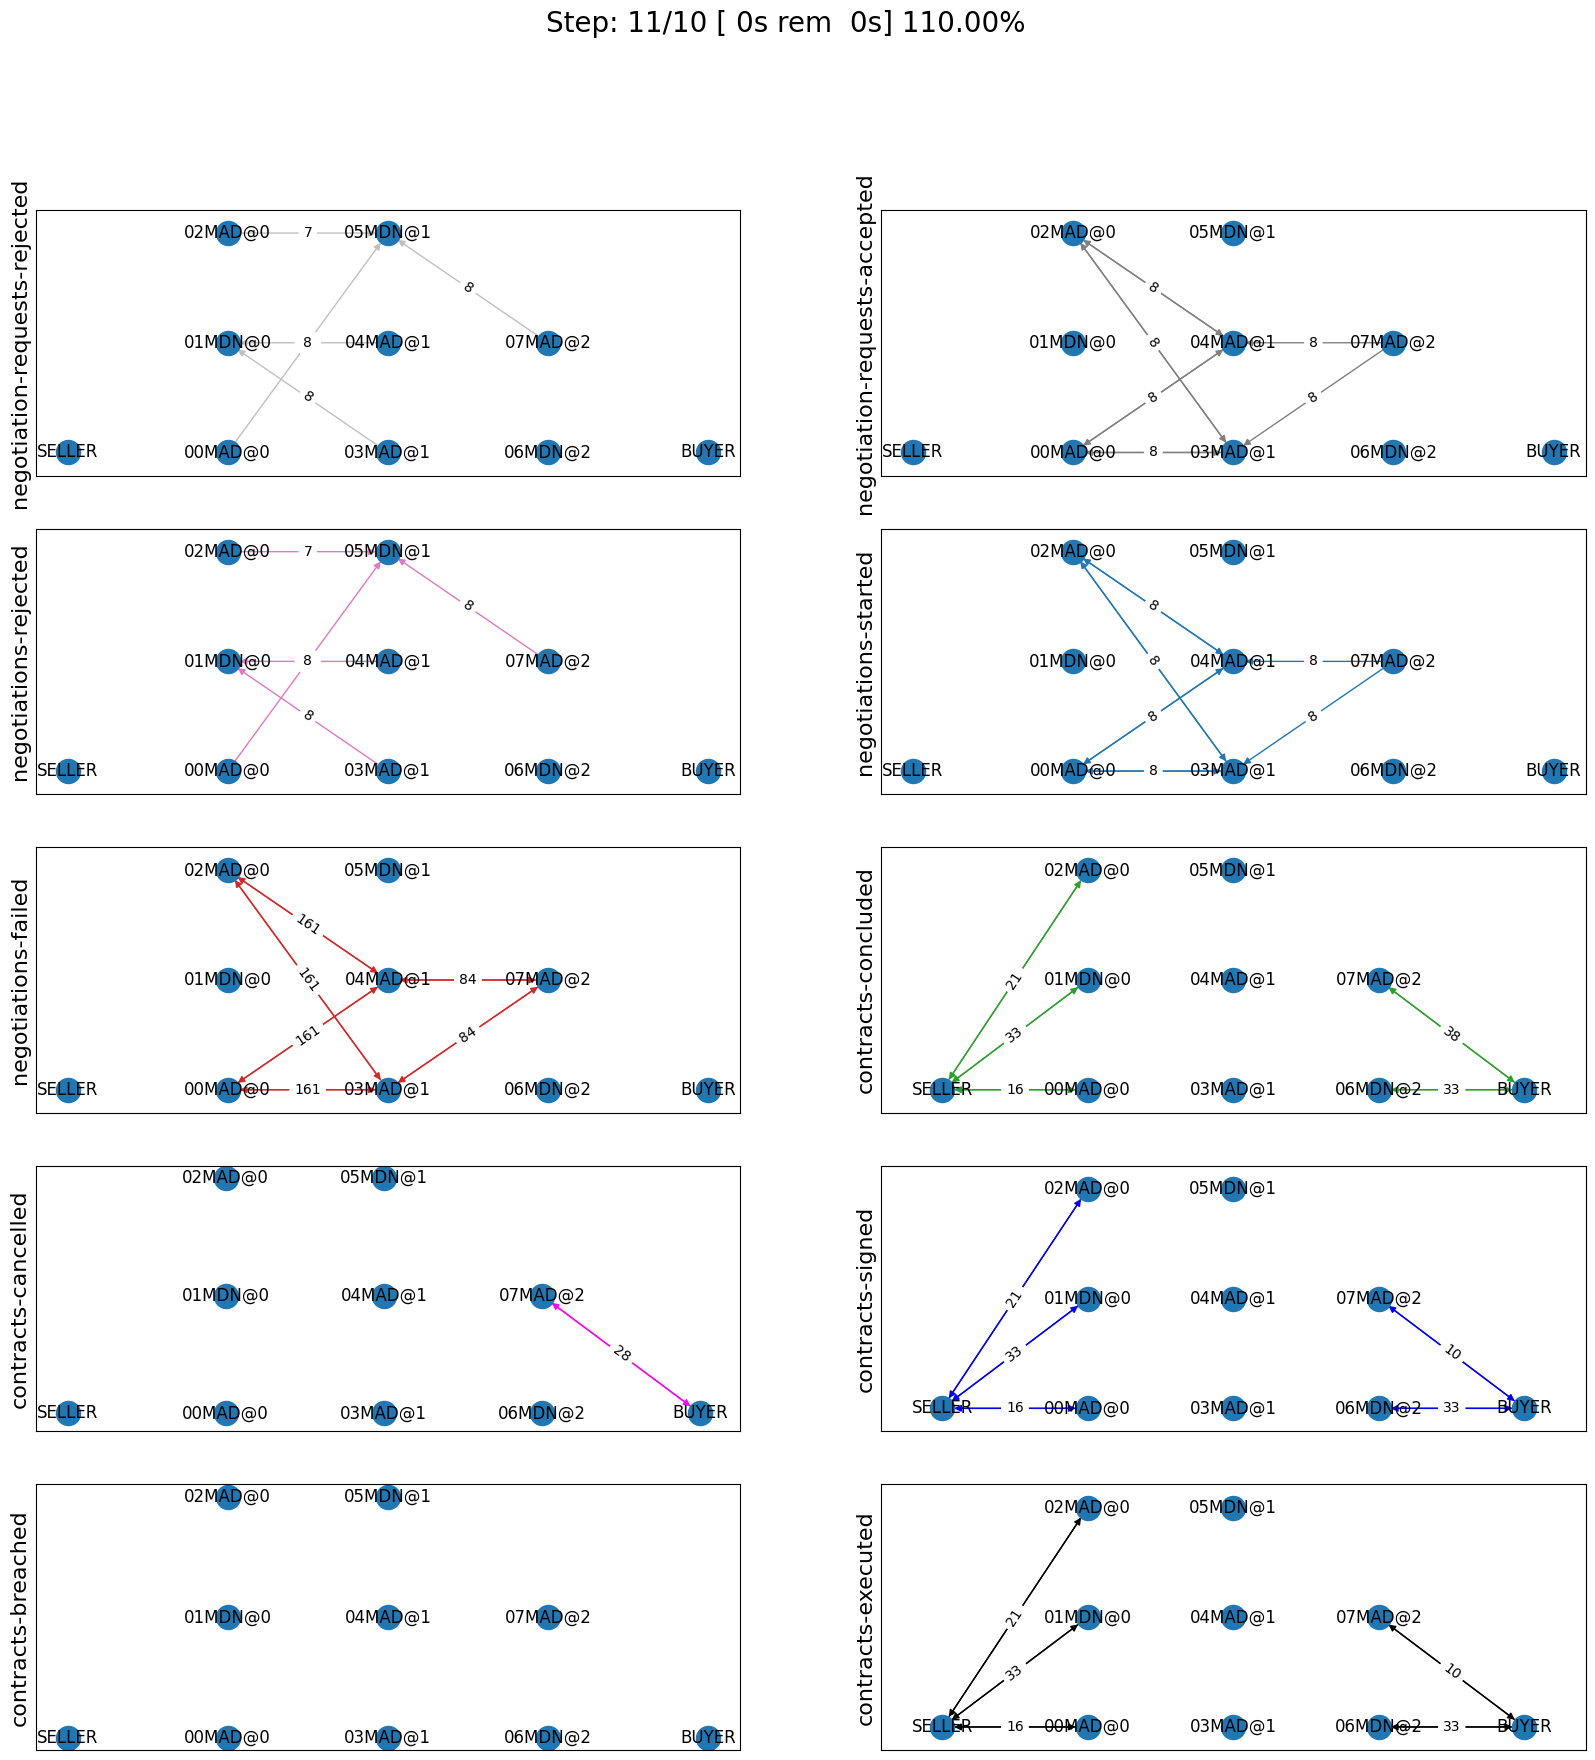 Step: 11/10 [ 0s rem  0s] 110.00%
negotiation-requests-rejected
02MAD@0 7 05MDN@1
8
01MDN@0 8 04MAD@1 07MAD@2
8
SELLER 00MAD@0 03MAD@1 06MDN@2 BUYER
negotiation-requests-accepted
02MAD@0 05MDN@1
8
01MDN@0 8 04MAD@1 8 07MAD@2
8 8
SELLER 00MAD@0 8 03MAD@1 06MDN@2 BUYER
negotiations-rejected
02MAD@0 7 05MDN@1
8
01MDN@0 8 04MAD@1 07MAD@2
8
SELLER 00MAD@0 03MAD@1 06MDN@2 BUYER
negotiations-started
02MAD@0 05MDN@1
8
01MDN@0 8 04MAD@1 8 07MAD@2
8 8
SELLER 00MAD@0 8 03MAD@1 06MDN@2 BUYER
negotiations-failed
02MAD@0 05MDN@1
161
01MDN@0 161 04MAD@1 84 07MAD@2
161 84
SELLER 00MAD@0 161 03MAD@1 06MDN@2 BUYER
contracts-concluded
02MAD@0 05MDN@1
21 01MDN@0 04MAD@1 07MAD@2
33 38
SELLER 16 00MAD@0 03MAD@1 06MDN@2 33 BUYER
contracts-cancelled
02MAD@0 05MDN@1
01MDN@0 04MAD@1 07MAD@2
28
SELLER 00MAD@0 03MAD@1 06MDN@2 BUYER
contracts-signed
02MAD@0 05MDN@1
21 01MDN@0 04MAD@1 07MAD@2
33 10
SELLER 16 00MAD@0 03MAD@1 06MDN@2 33 BUYER
contracts-breached
02MAD@0 05MDN@1
01MDN@0 04MAD@1 07MAD@2
SELLER 00MAD@0 03MAD@1 06MDN@2 BUYER
contracts-executed
02MAD@0 05MDN@1
21 01MDN@0 04MAD@1 07MAD@2
33 10
SELLER 16 00MAD@0 03MAD@1 06MDN@2 33 BUYER